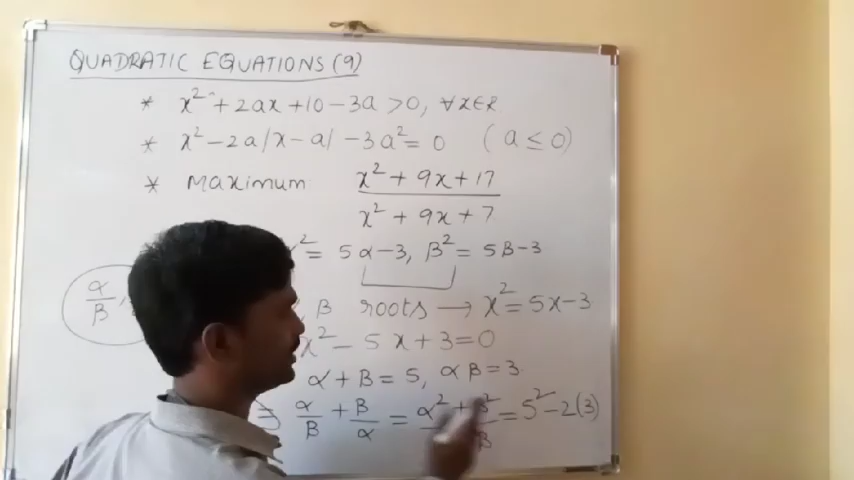 QUADRATIC EQUATIONS (9)
* x² + 2ax + 10 - 3a > 0, ∀ x ∈ R
* x² - 2a |x - a| - 3a² = 0 (a ≤ 0)
* Maximum x² + 9x + 17
x² + 9x + 7
² = 5α - 3, β² = 5β - 3
α/β,
β roots → x² = 5x - 3
x² - 5x + 3 = 0
α + β = 5, αβ = 3
⇒ α/β + β/α = α² + β² / β = 5² - 2(3)